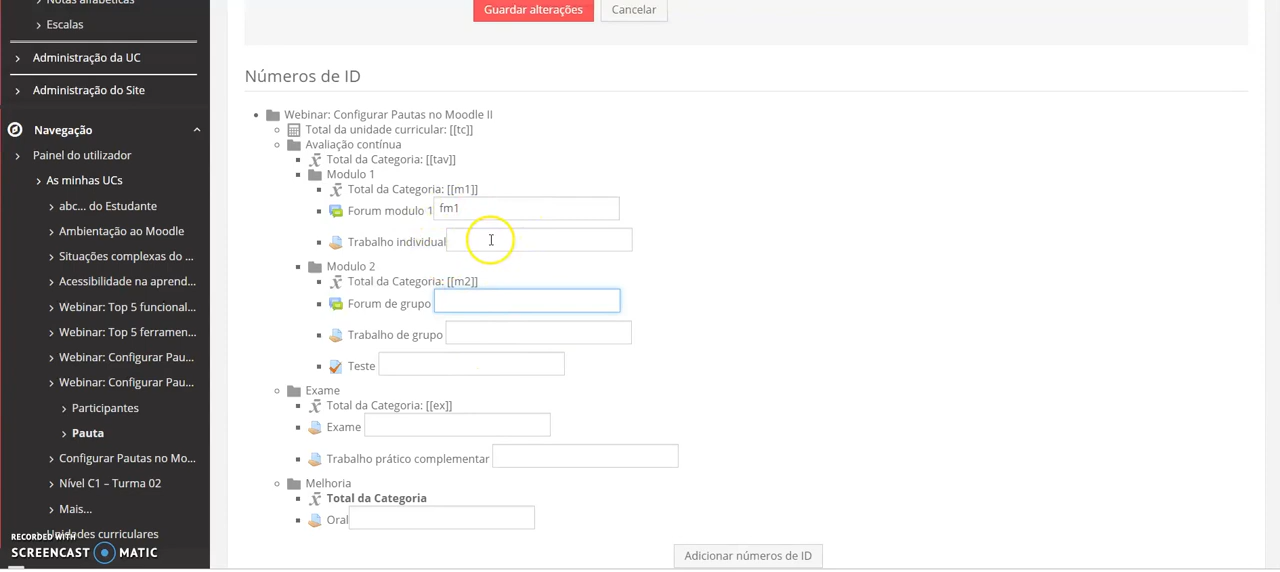 Notas alfabéticas
Escalas
Administração da UC
Administração do Site
Navegação
Painel do utilizador
As minhas UCs
abc... do Estudante
Ambientação ao Moodle
Situações complexas do ...
Acessibilidade na aprend...
Webinar: Top 5 funcional...
Webinar: Top 5 ferramen...
Webinar: Configurar Pau...
Webinar: Configurar Pau...
Participantes
Pauta
Configurar Pautas no Mo...
Nível C1 – Turma 02
Mais...
Unidades curriculares
RECORDED WITH
SCREENCAST MATIC
Guardar alterações Cancelar
Números de ID
Webinar: Configurar Pautas no Moodle II
Total da unidade curricular: [[tc]]
Avaliação contínua
Total da Categoria: [[tav]]
Modulo 1
Total da Categoria: [[m1]]
Forum modulo 1 fm1
Trabalho individual
Modulo 2
Total da Categoria: [[m2]]
Forum de grupo
Trabalho de grupo
Teste
Exame
Total da Categoria: [[ex]]
Exame
Trabalho prático complementar
Melhoria
Total da Categoria
Oral
Adicionar números de ID